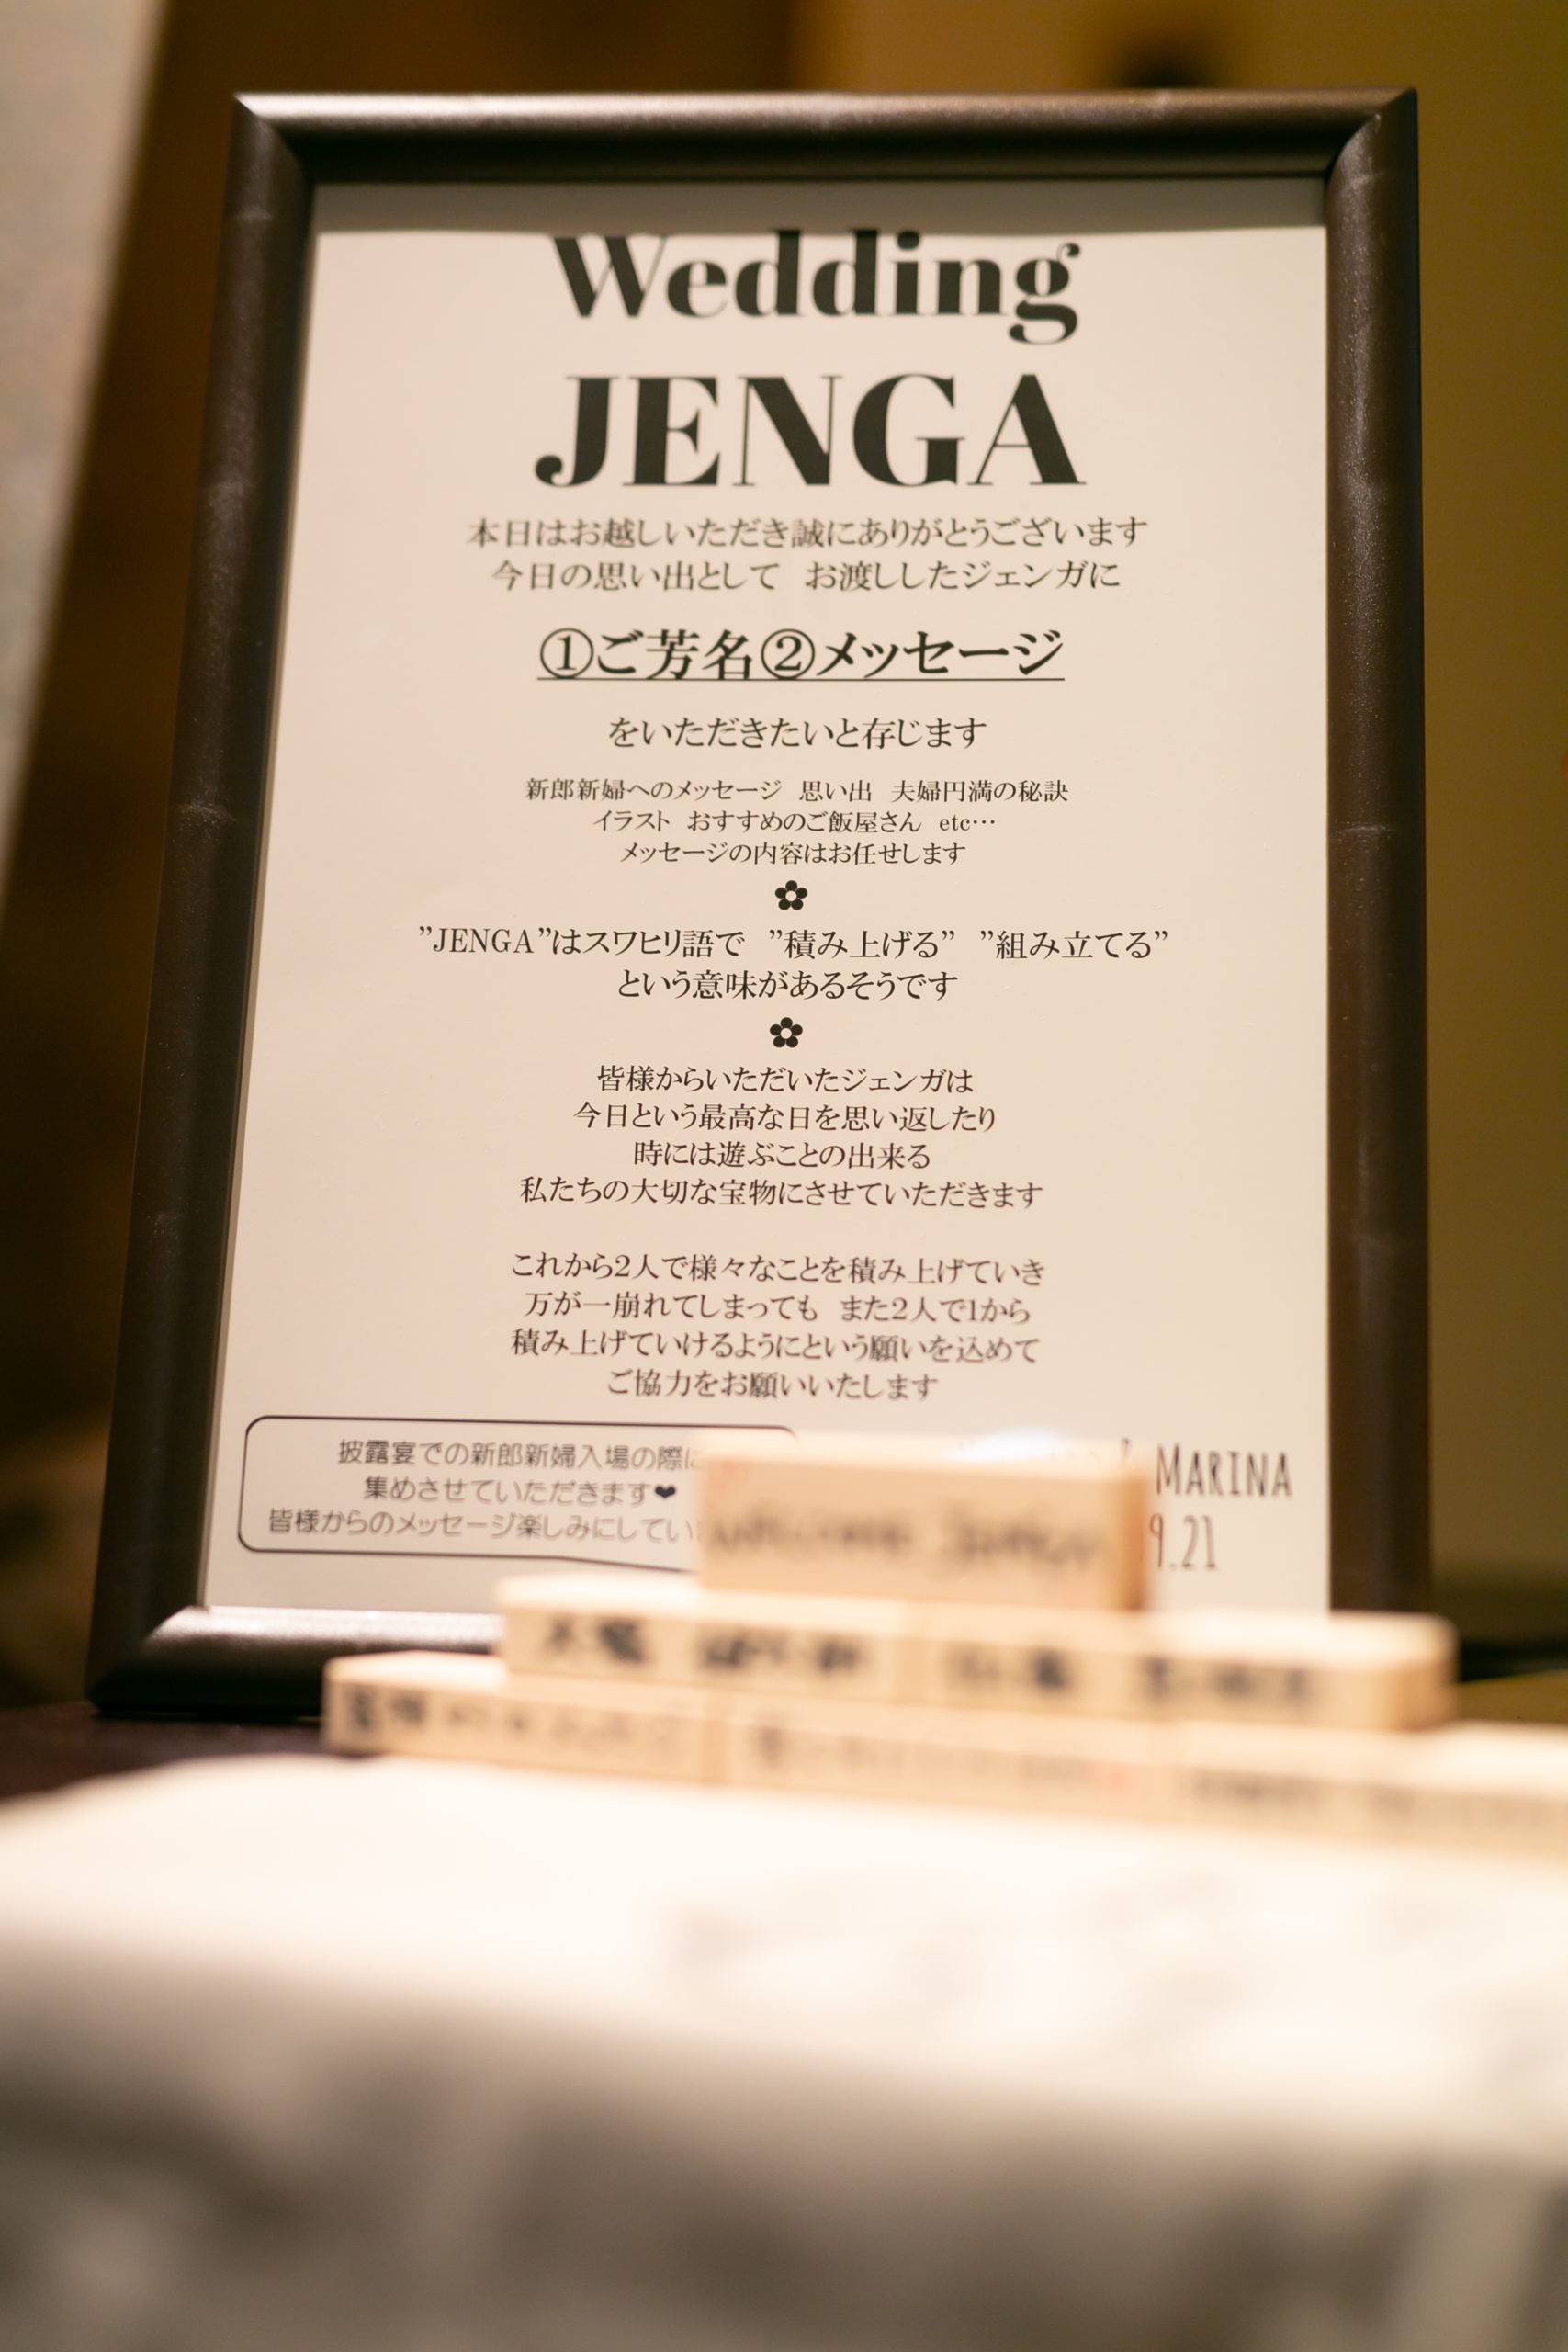 Wedding
JENGA
本日はお越しいただき誠にありがとうございます
今日の思い出として　お渡ししたジェンガに
①ご芳名②メッセージ
をいただきたいと存じます
新郎新婦へのメッセージ　思い出　夫婦円満の秘訣
イラスト　おすすめのご飯屋さん　etc…
メッセージの内容はお任せします
✿
”JENGA”はスワヒリ語で　”積み上げる”　”組み立てる”
という意味があるそうです
✿
皆様からいただいたジェンガは
今日という最高な日を思い返したり
時には遊ぶことの出来る
私たちの大切な宝物にさせていただきます
これから2人で様々なことを積み上げていき
万が一崩れてしまっても　また2人で1から
積み上げていけるようにという願いを込めて
ご協力をお願いいたします
披露宴での新郎新婦入場の際に
集めさせていただきます❤
皆様からのメッセージ楽しみにしてい
MARINA
9.21